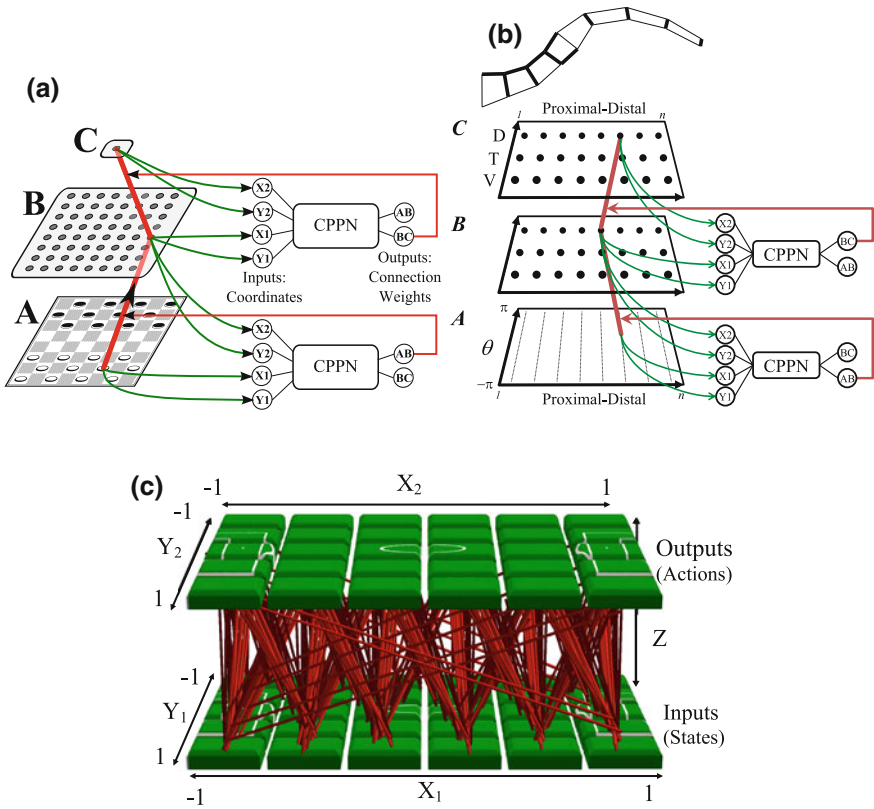 (a)
C
B
A
X2
Y2
X1
Y1
CPPN
AB
BC
Inputs:
Coordinates
Outputs:
Connection
Weights
X2
Y2
X1
Y1
CPPN
AB
BC
(b)
Proximal-Distal
l
n
C
D
T
V
B
X2
Y2
X1
Y1
CPPN
BC
AB
A
π
θ
−π
l
n
Proximal-Distal
X2
Y2
X1
Y1
CPPN
BC
AB
(c)
-1
X2
1
-1
Y2
1
Outputs
(Actions)
Z
-1
Y1
1
Inputs
(States)
-1
X1
1